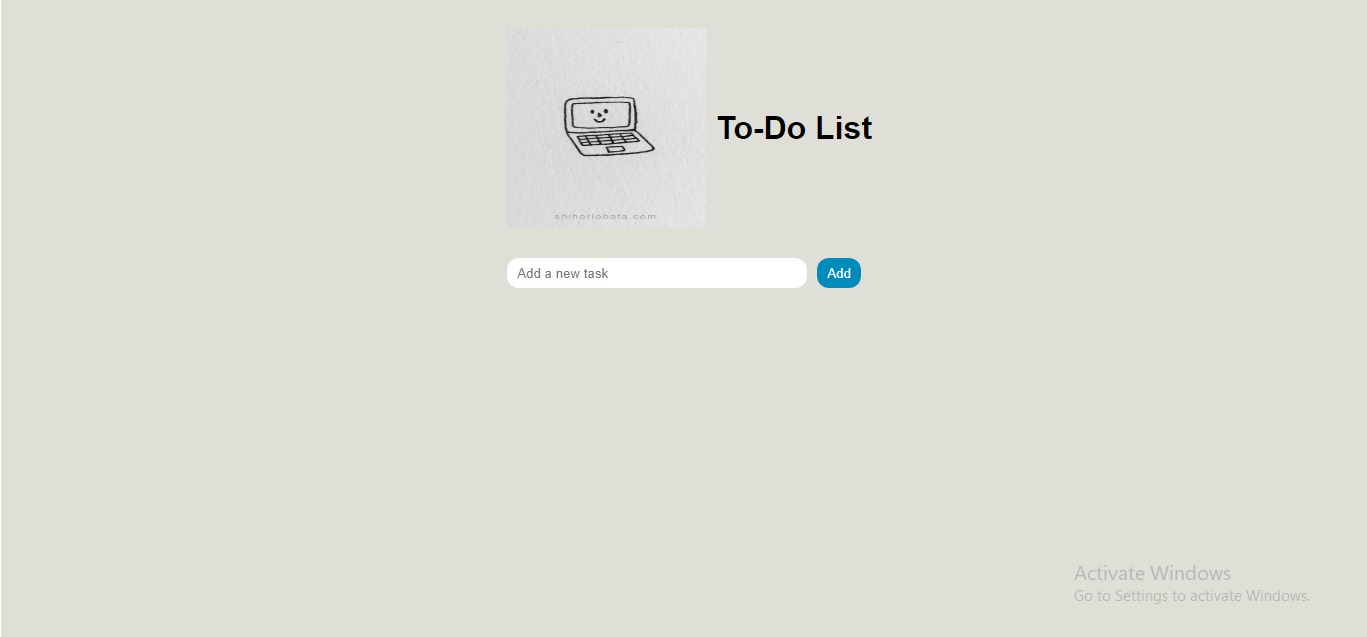 To-Do List
shihoriobata.com
Add a new task
Add
Activate Windows
Go to Settings to activate Windows.